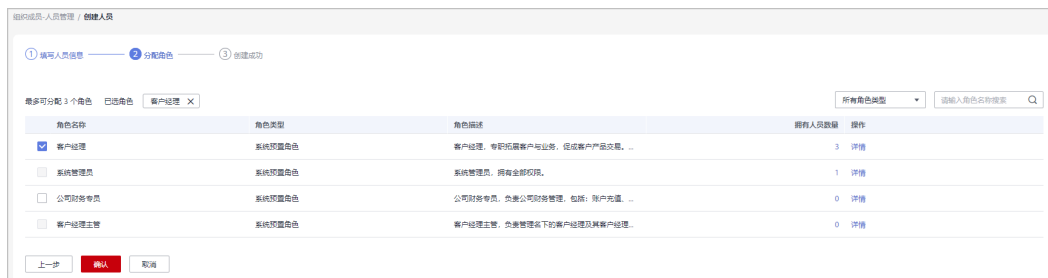 组织成员-人员管理 / 创建人员
1 填写人员信息 2 分配角色 3 创建成功
最多可分配 3 个角色 已选角色 客户经理 X 所有角色类型 请输入角色名称搜索
角色名称 角色类型 角色描述 拥有人员数量 操作
客户经理 系统预置角色 客户经理，专职拓展客户与业务，促成客户产品交易。... 3 详情
系统管理员 系统预置角色 系统管理员，拥有全部权限。 1 详情
公司财务专员 系统预置角色 公司财务专员，负责公司财务管理，包括：账户充值、... 0 详情
客户经理主管 系统预置角色 客户经理主管，负责管理名下的客户经理及其客户经理... 0 详情
上一步 确认 取消